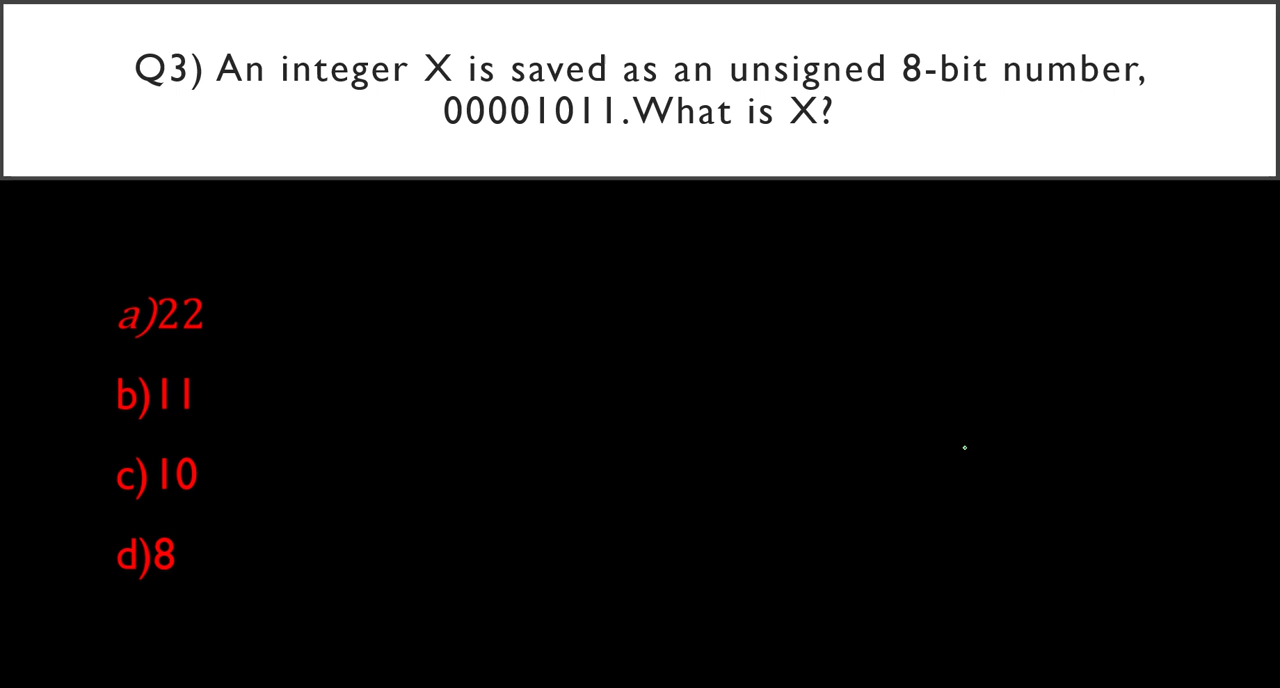 Q3) An integer X is saved as an unsigned 8-bit number,
00001011.What is X?
a)22
b)11
c)10
d)8